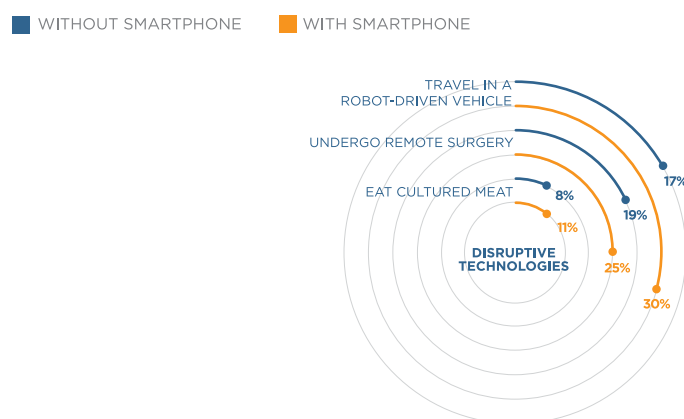 WITHOUT SMARTPHONE
WITH SMARTPHONE
TRAVEL IN A
ROBOT-DRIVEN VEHICLE
UNDERGO REMOTE SURGERY
EAT CULTURED MEAT
17%
8%
19%
11%
DISRUPTIVE
TECHNOLOGIES
25%
30%